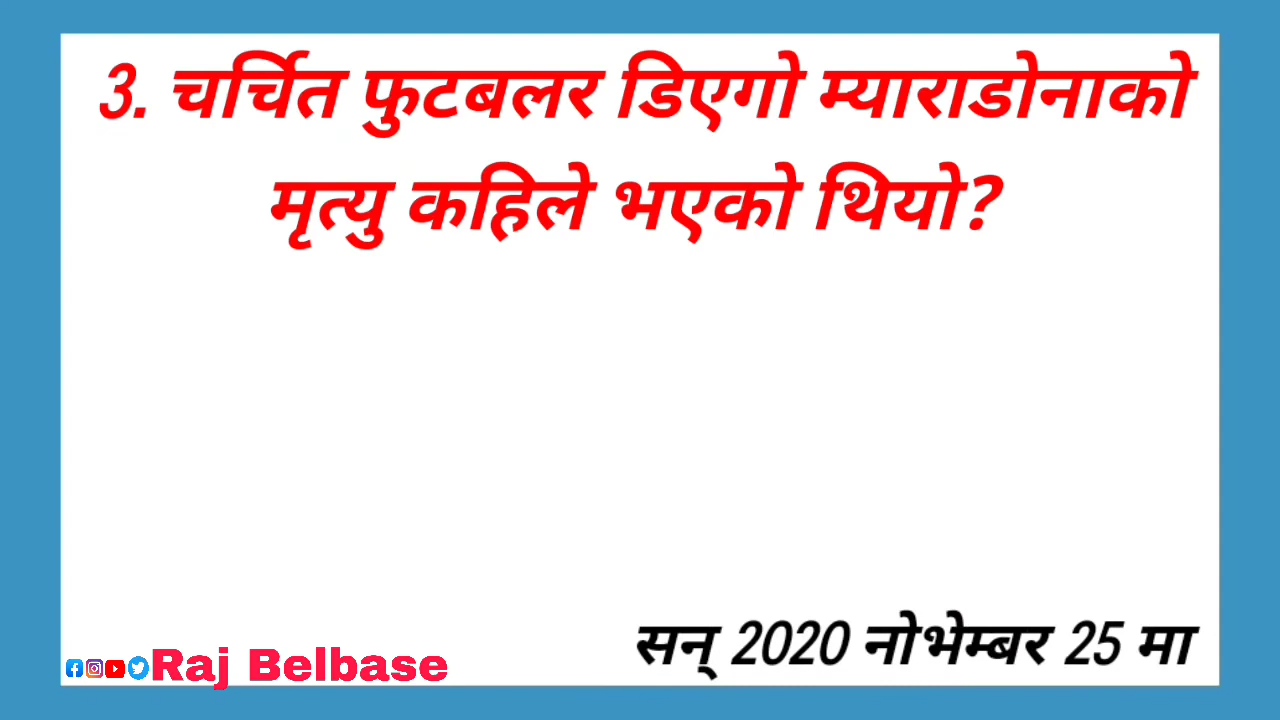 3. चर्चित फुटबलर डिएगो म्याराडोनाको
मृत्यु कहिले भएको थियो?
सन् 2020 नोभेम्बर 25 मा
Raj Belbase